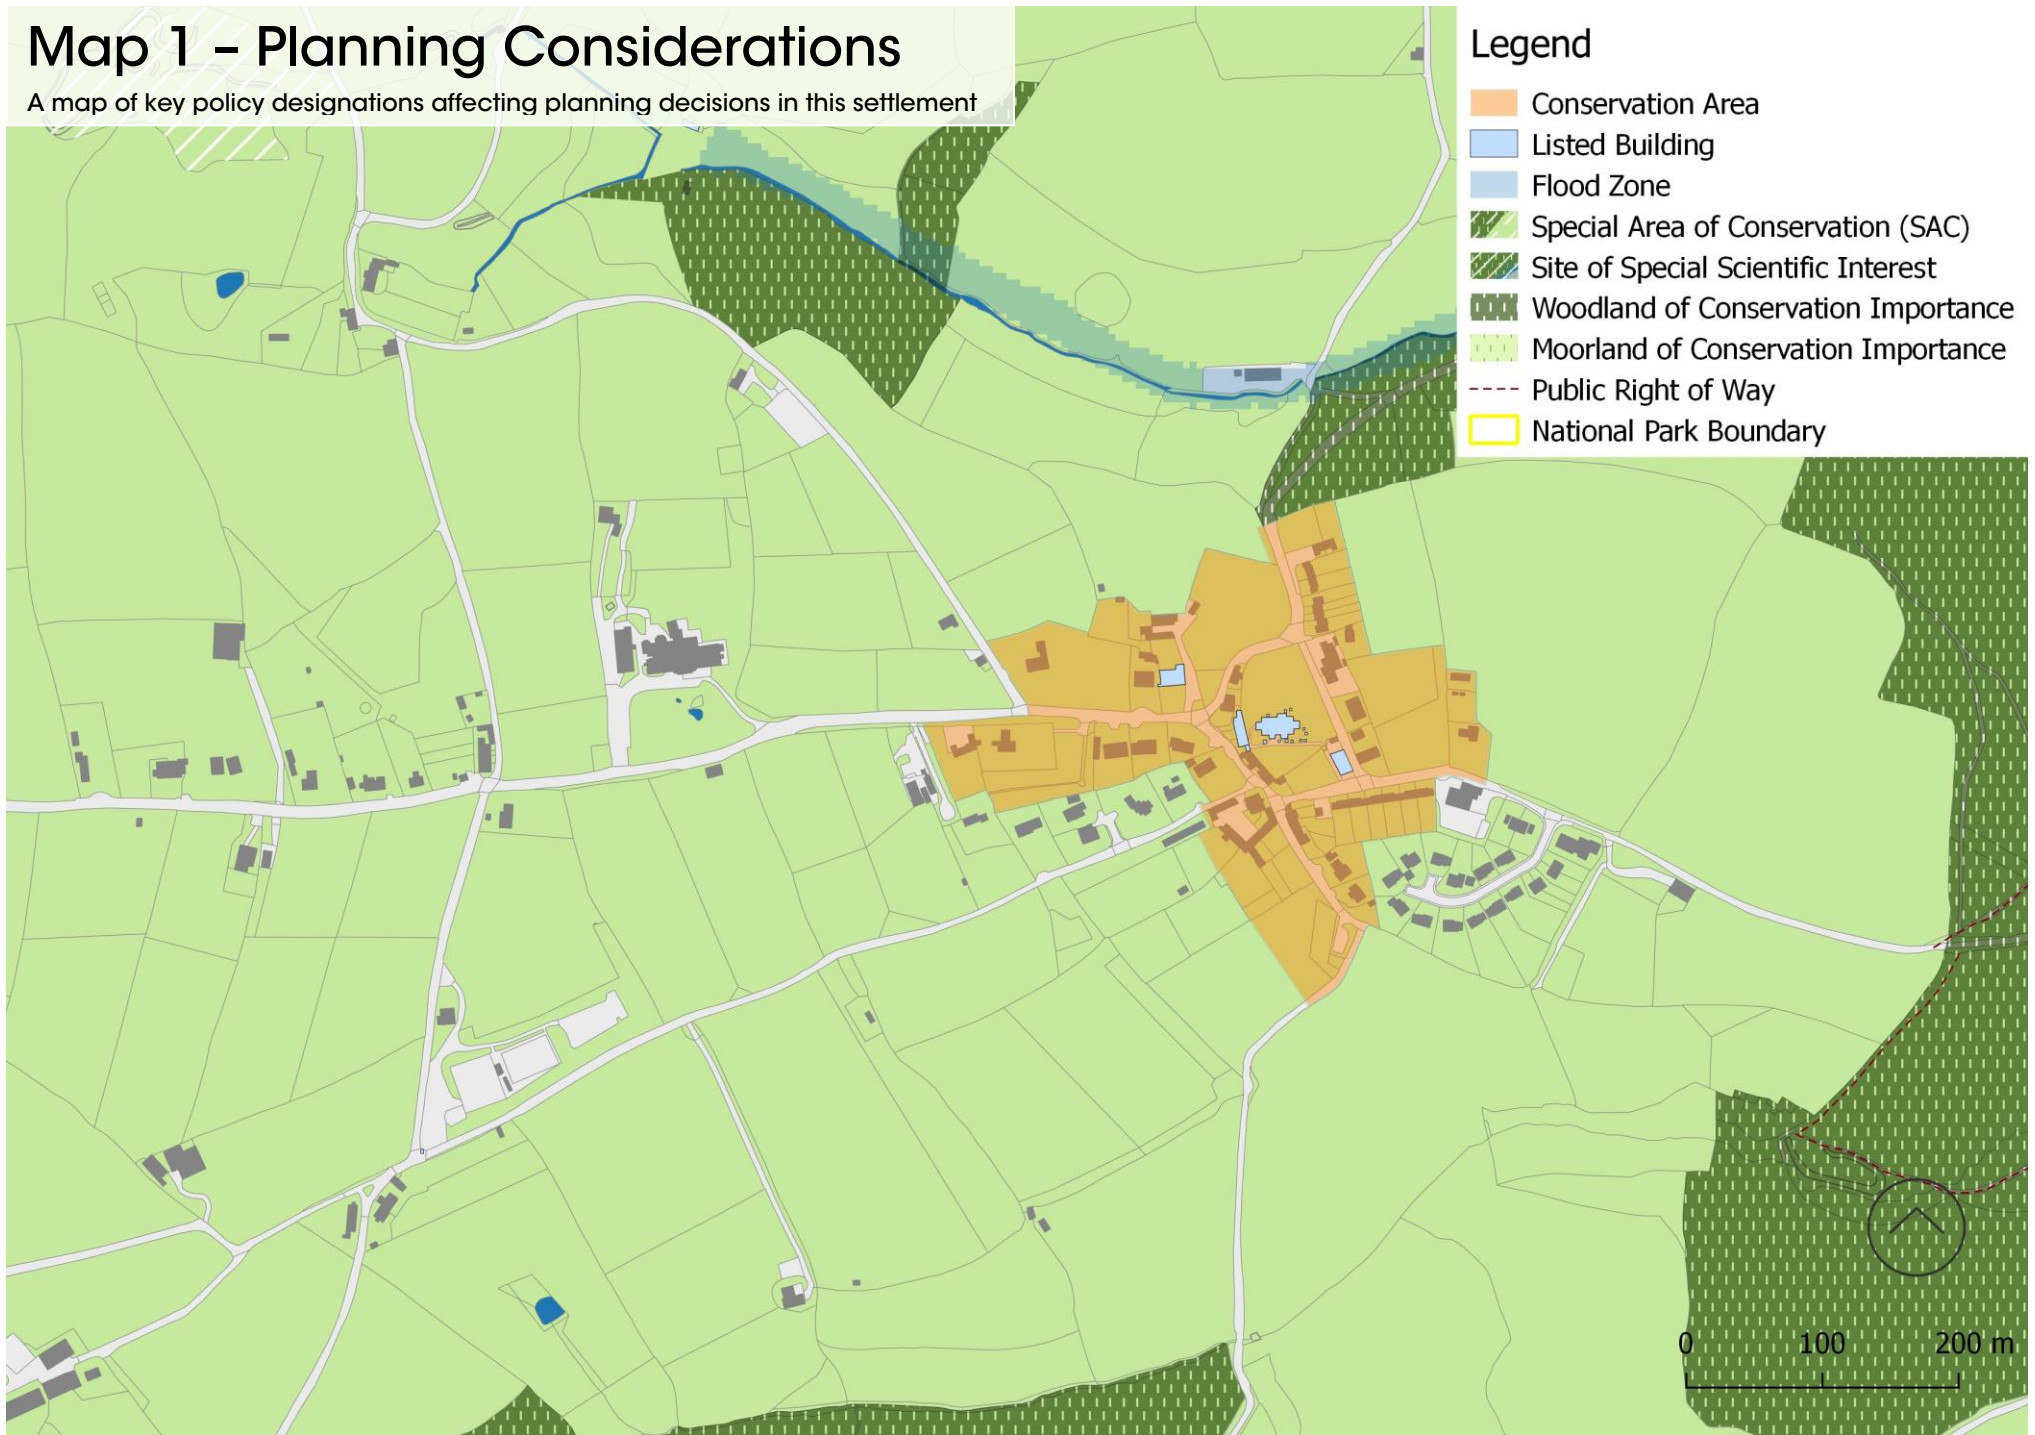 Map 1 – Planning Considerations
A map of key policy designations affecting planning decisions in this settlement
Legend
Conservation Area
Listed Building
Flood Zone
Special Area of Conservation (SAC)
Site of Special Scientific Interest
Woodland of Conservation Importance
Moorland of Conservation Importance
Public Right of Way
National Park Boundary
0 100 200 m